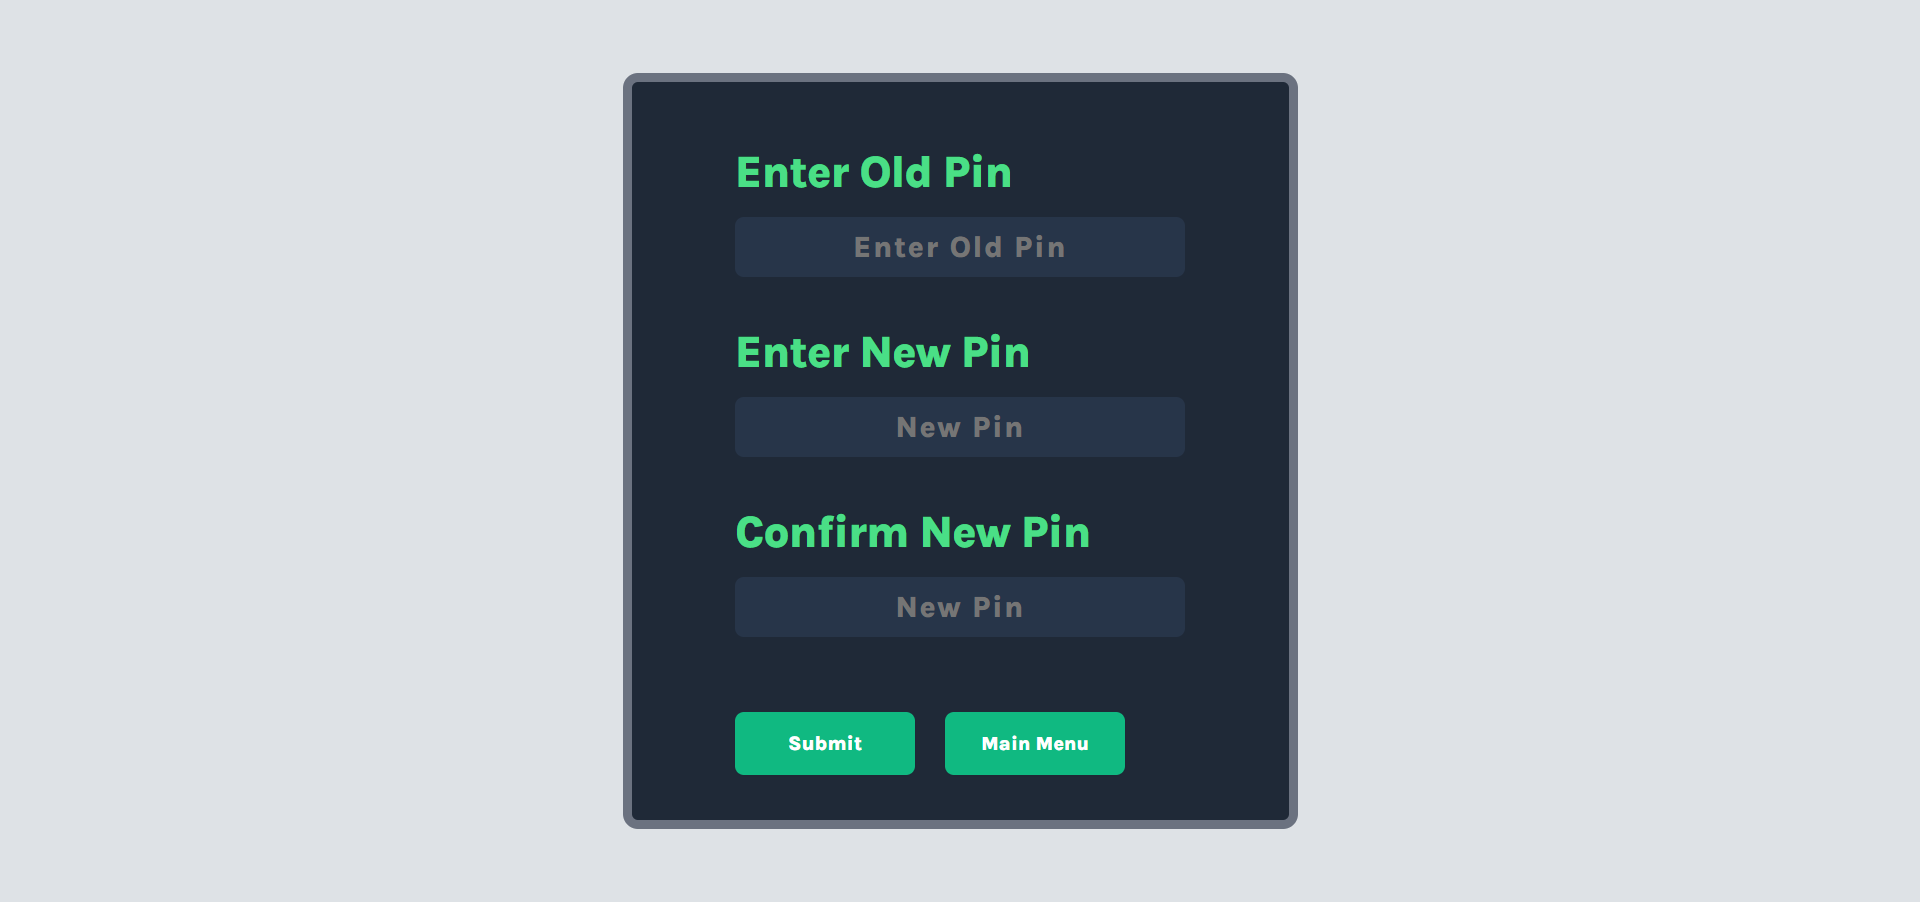 Enter Old Pin
Enter Old Pin
Enter New Pin
New Pin
Confirm New Pin
New Pin
Submit
Main Menu